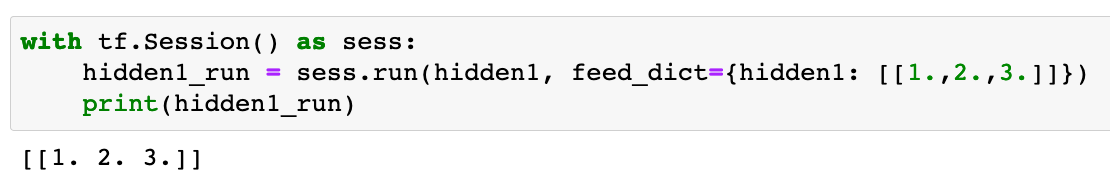 with tf.Session() as sess:
    hidden1_run = sess.run(hidden1, feed_dict={hidden1: [[1.,2.,3.]]})
    print(hidden1_run)
[[1. 2. 3.]]